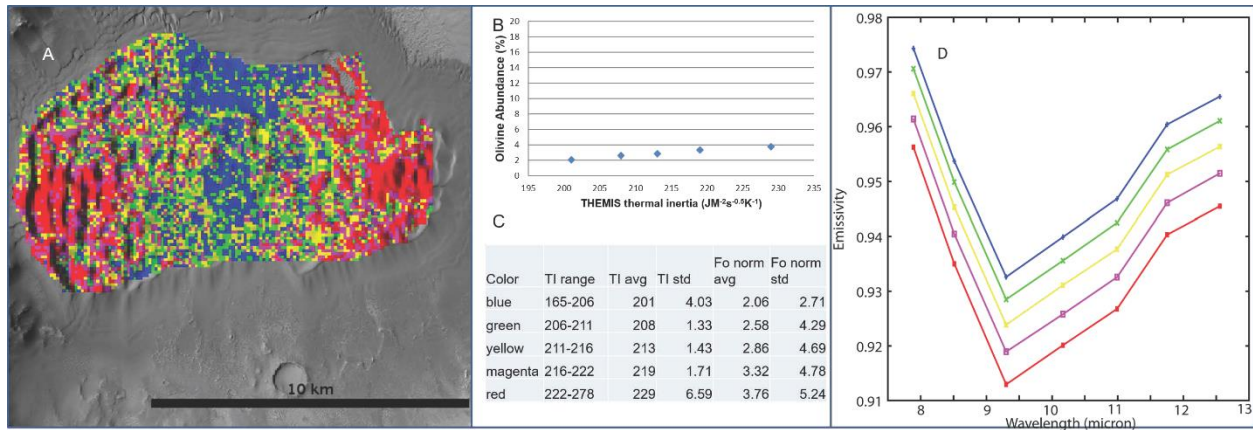 A
10 km
B
Olivine Abundance (%)
20
18
16
14
12
10
8
6
4
2
0
195 200 205 210 215 220 225 230 235
THEMIS thermal inertia (JM-2s-0.5K-1)
C
Color TI range TI avg TI std Fo norm avg Fo norm std
blue 165-206 201 4.03 2.06 2.71
green 206-211 208 1.33 2.58 4.29
yellow 211-216 213 1.43 2.86 4.69
magenta 216-222 219 1.71 3.32 4.78
red 222-278 229 6.59 3.76 5.24
D
Emissivity
0.98
0.97
0.96
0.95
0.94
0.93
0.92
0.91
8 9 10 11 12 13
Wavelength (micron)